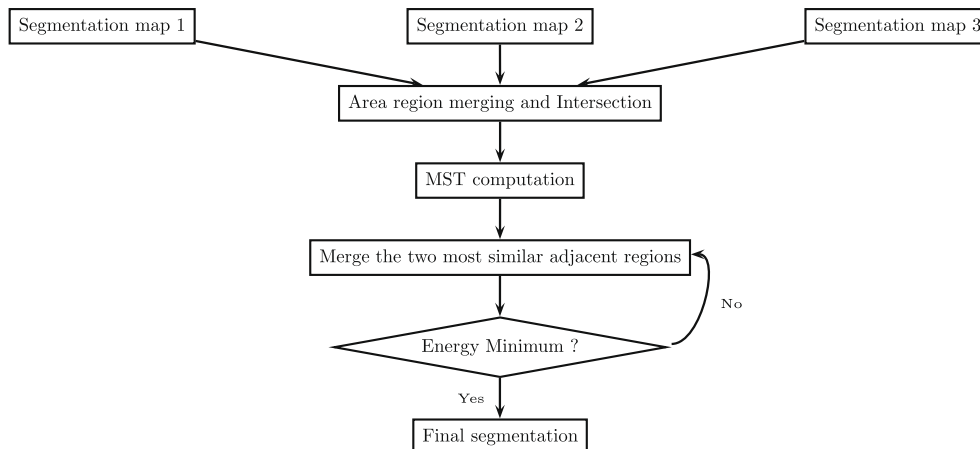 Segmentation map 1
Segmentation map 2
Segmentation map 3
Area region merging and Intersection
MST computation
Merge the two most similar adjacent regions
No
Energy Minimum ?
Yes
Final segmentation